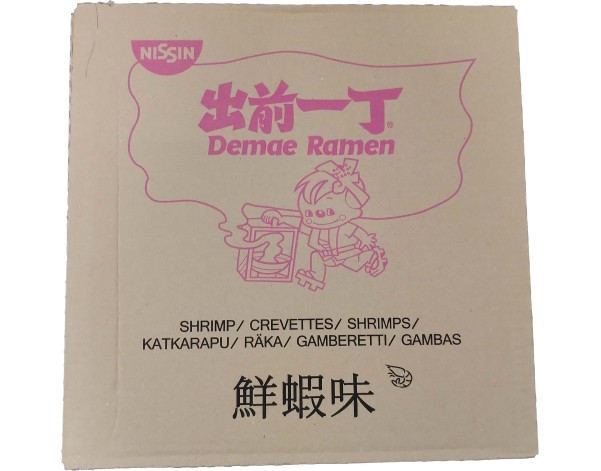 NISSIN
出前一丁®
Demae Ramen
SHRIMP/ CREVETTES/ SHRIMPS/
KATKARAPU/ RÄKA/ GAMBERETTI/ GAMBAS
鮮蝦味